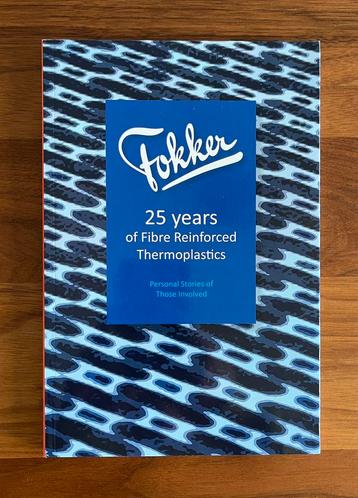 Fokker
25 years
of Fibre Reinforced
Thermoplastics
Personal Stories of
Those Involved